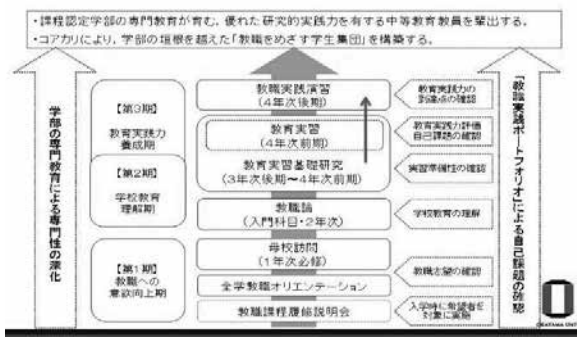 ・課程認定学部の専門教育が育む、優れた研究的実践力を有する中等教育教員を輩出する。
・コアカリにより、学部の垣根を越えた「教職をめざす学生集団」を構築する。
学部の専門教育による専門性の深化
【第3期】
教育実践力
養成期
【第2期】
学校教育
理解期
【第1期】
教職への
意欲向上期
教職実践演習
(4年次後期)
教育実習
(4年次前期)
教育実習基礎研究
(3年次後期～4年次前期)
教職論
(入門科目・2年次)
母校訪問
(1年次必修)
全学教職オリエンテーション
教職課程履修説明会
教育実践力の
到達点の確認
教育実践力評価
自己課題の確認
実習準備性の確認
学校教育の理解
教職志望の確認
入学時に希望者を
対象に実施
「教職実践ポートフォリオ」による自己課題の確認